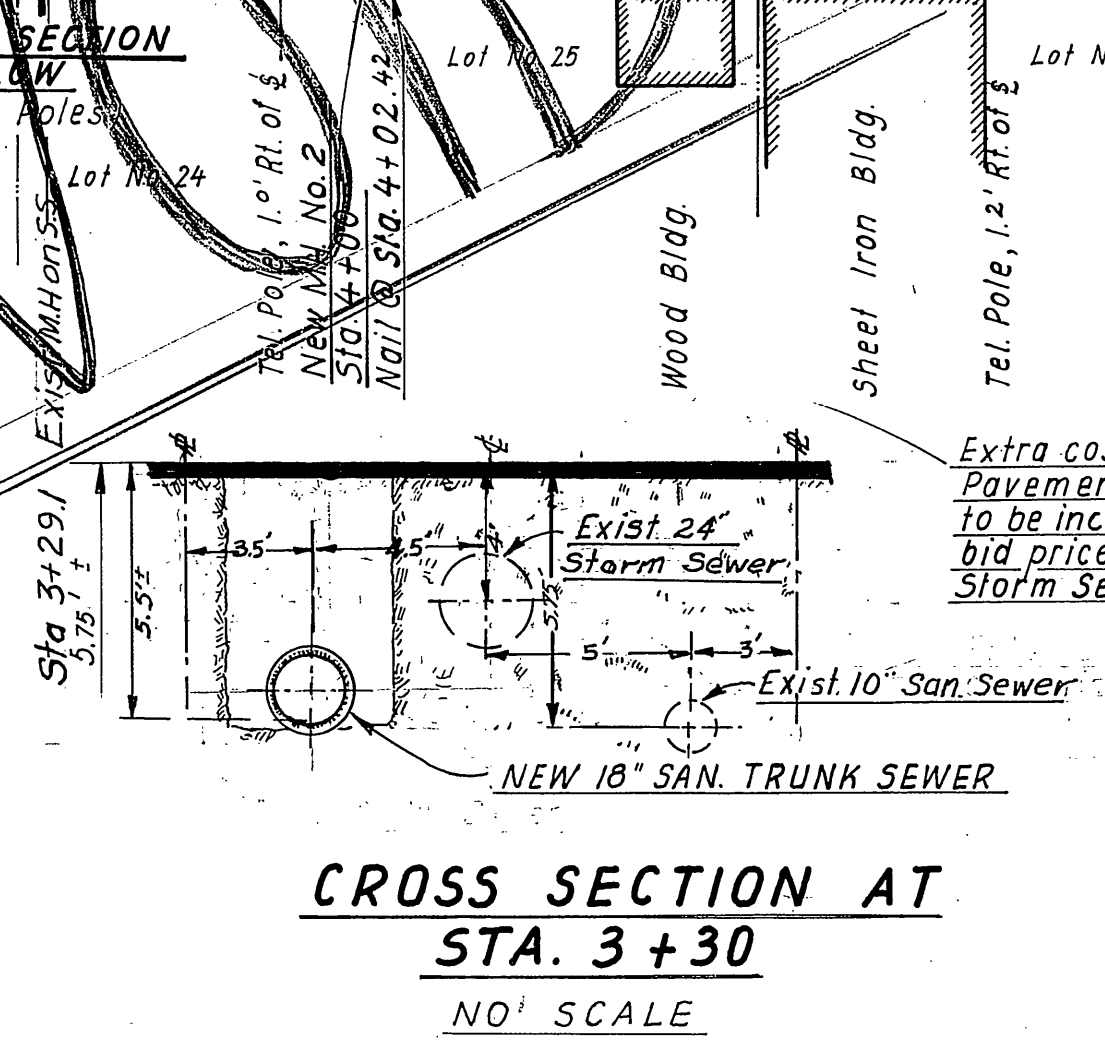 SECTION
Poles
Lot No 25
Lot No 24
Lot N
Exist. M.H on S.S.
Tel. Pole, 1.0' Rt. of
New M.H. No. 2
Sta. 4+00
Nail @ Sta. 4+02.42
Wood Bldg.
Sheet Iron Bldg.
Tel. Pole, 1.2' Rt. of
Sta 3+29.1
5.75' ±
5.5'±
3.5'
4.5'
4'
Exist 24"
Storm Sewer
5.75'
5'
3'
Exist. 10" San. Sewer
NEW 18" SAN. TRUNK SEWER
Extra co
Pavemen
to be inc
bid price
Storm Se
CROSS SECTION AT
STA. 3 + 30
NO SCALE